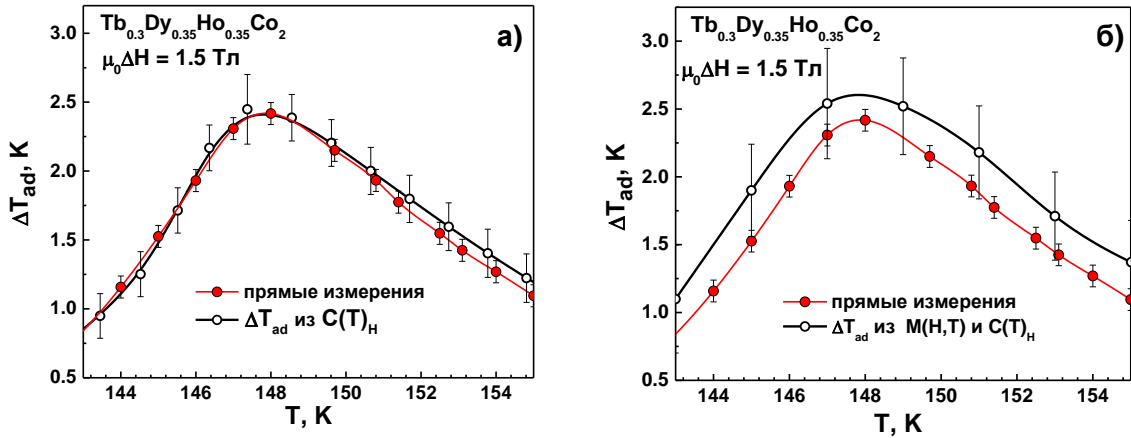 Tb0.3Dy0.35Ho0.35Co2
а)
μ0ΔH = 1.5 Тл
3.0
2.5
2.0
1.5
1.0
0.5
ΔTad, K
прямые измерения
ΔTad из C(T)H
144 146 148 150 152 154
T, K
Tb0.3Dy0.35Ho0.35Co2
б)
μ0ΔH = 1.5 Тл
3.0
2.5
2.0
1.5
1.0
0.5
ΔTad, K
прямые измерения
ΔTad из M(H,T) и C(T)H
144 146 148 150 152 154
T, K